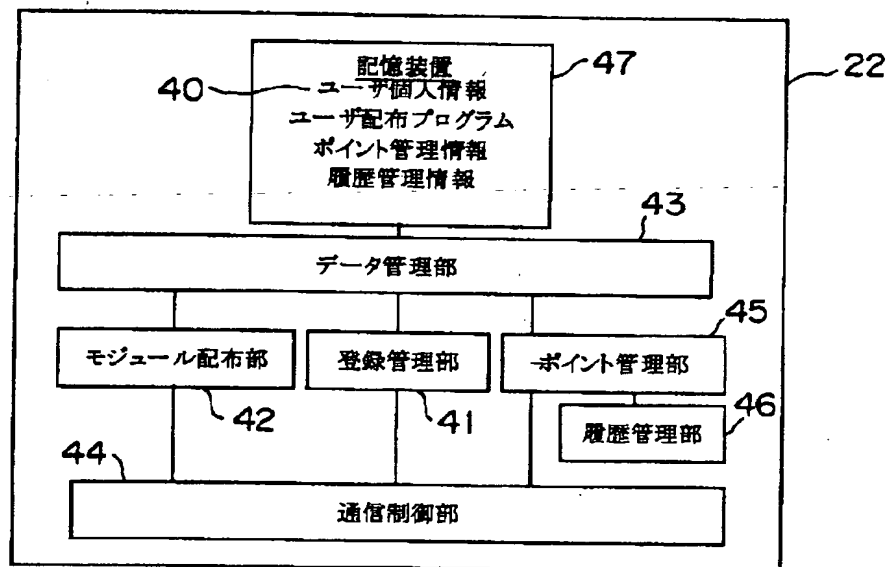 記憶装置
47
22
40
ユーザ個人情報
ユーザ配布プログラム
ポイント管理情報
履歴管理情報
43
データ管理部
45
モジュール配布部
登録管理部
ポイント管理部
42
41
46
履歴管理部
44
通信制御部